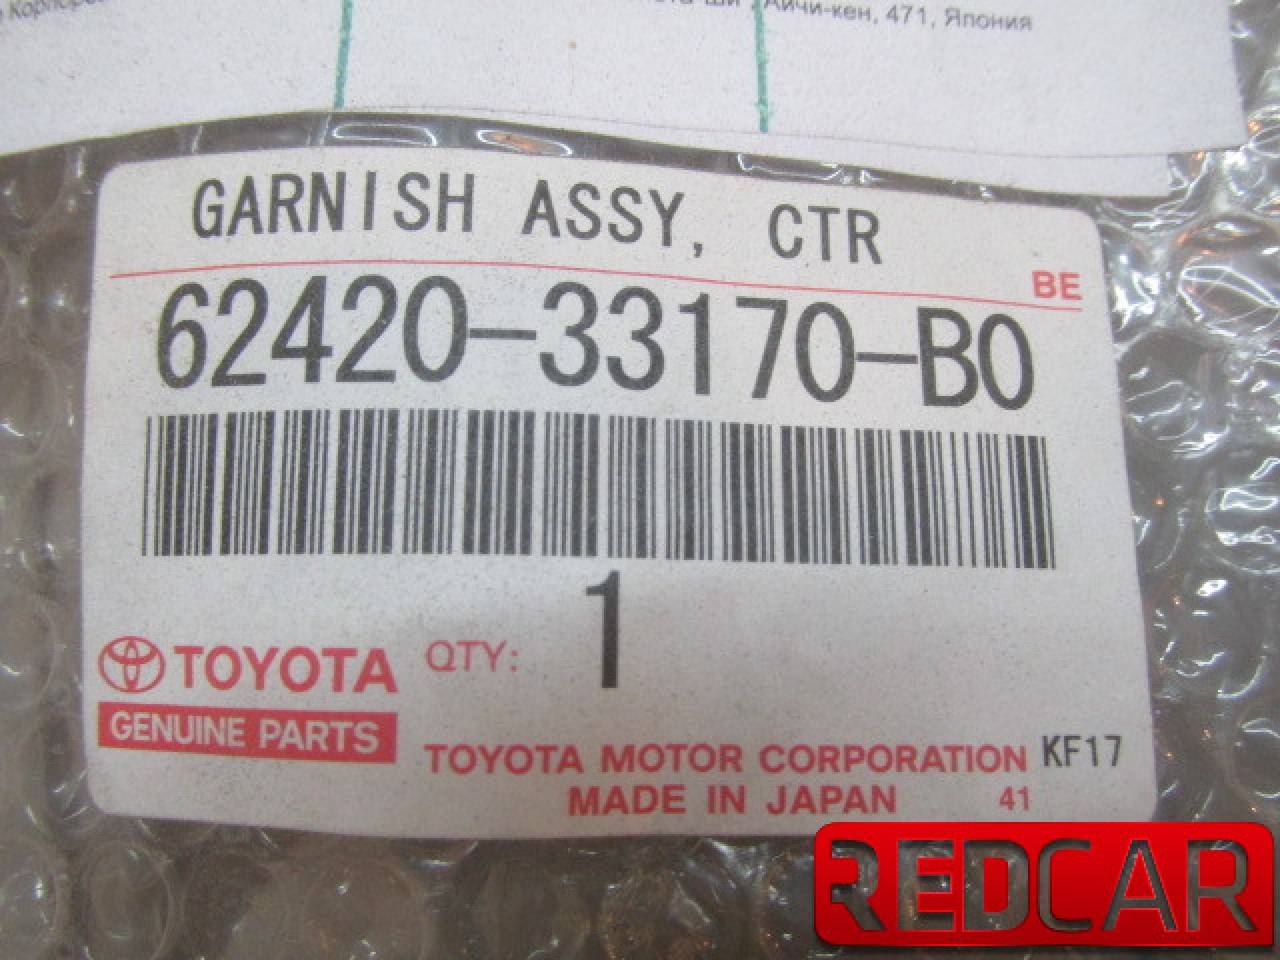 Айчи-кен, 471, Япония
GARNISH ASSY, CTR
BE
62420-33170-B0
QTY: 1
TOYOTA
GENUINE PARTS
TOYOTA MOTOR CORPORATION KF17
MADE IN JAPAN 41
REDCAR